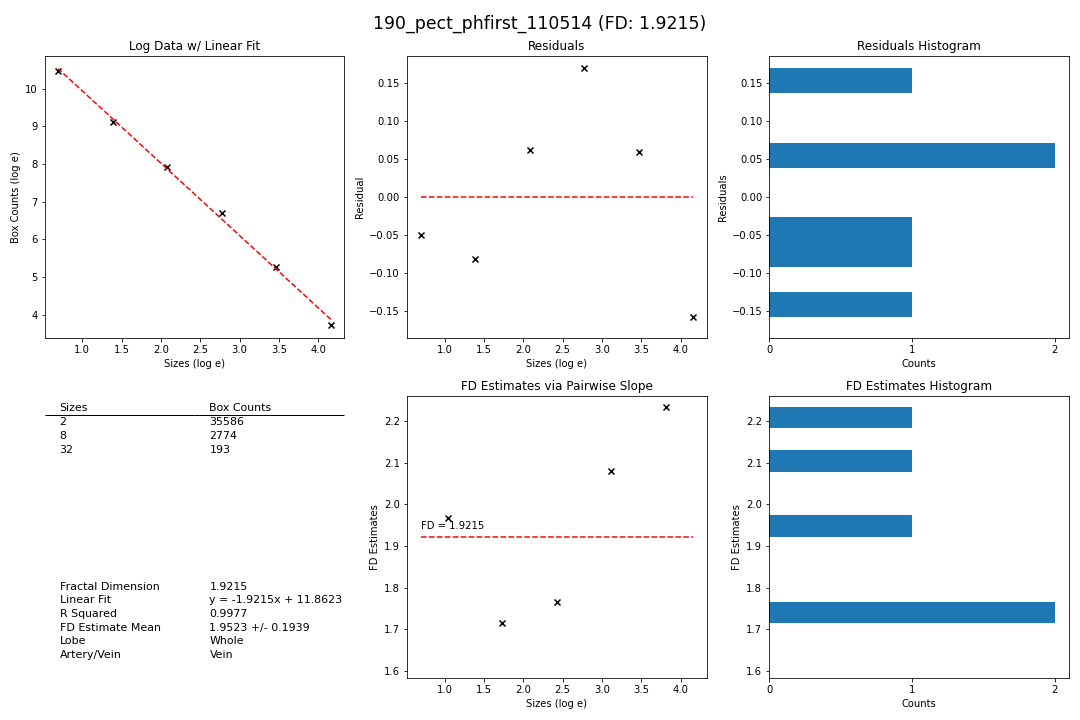 190_pect_phfirst_110514 (FD: 1.9215)
Log Data w/ Linear Fit
Box Counts (log e)
10
9
8
7
6
5
4
1.0 1.5 2.0 2.5 3.0 3.5 4.0
Sizes (log e)
Residuals
Residual
0.15
0.10
0.05
0.00
−0.05
−0.10
−0.15
1.0 1.5 2.0 2.5 3.0 3.5 4.0
Sizes (log e)
Residuals Histogram
Residuals
0.15
0.10
0.05
0.00
−0.05
−0.10
−0.15
0 1 2
Counts
Sizes Box Counts
2 35586
8 2774
32 193
Fractal Dimension 1.9215
Linear Fit y = -1.9215x + 11.8623
R Squared 0.9977
FD Estimate Mean 1.9523 +/- 0.1939
Lobe Whole
Artery/Vein Vein
FD Estimates via Pairwise Slope
FD Estimates
2.2
2.1
2.0
1.9
1.8
1.7
1.6
FD = 1.9215
1.0 1.5 2.0 2.5 3.0 3.5 4.0
Sizes (log e)
FD Estimates Histogram
FD Estimates
2.2
2.1
2.0
1.9
1.8
1.7
1.6
0 1 2
Counts